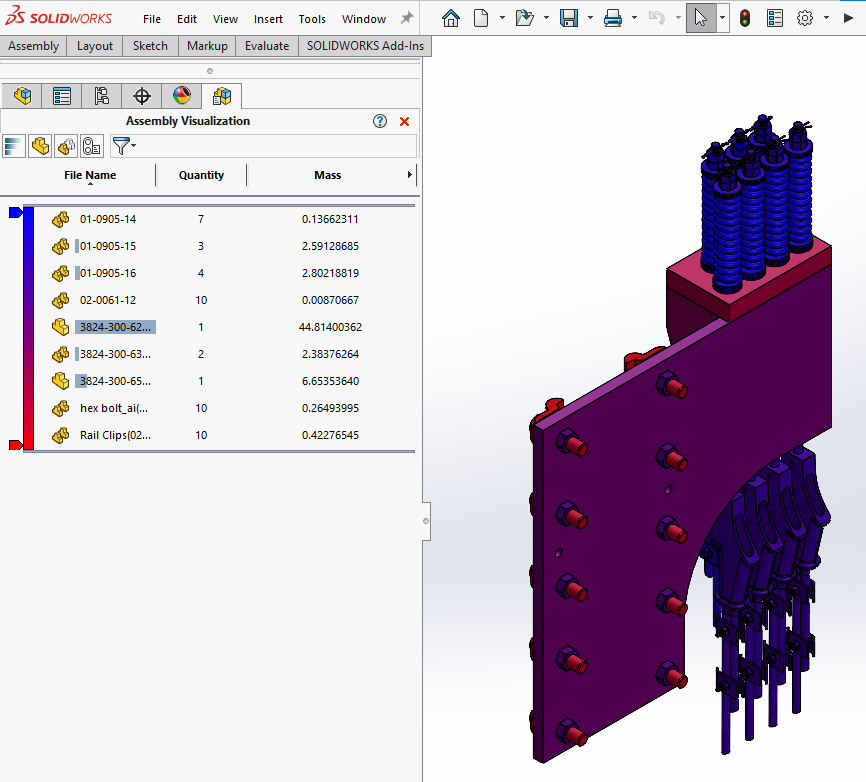 SOLIDWORKS File Edit View Insert Tools Window
Assembly Layout Sketch Markup Evaluate SOLIDWORKS Add-Ins
Assembly Visualization
File Name Quantity Mass
01-0905-14 7 0.13662311
01-0905-15 3 2.59128685
01-0905-16 4 2.80218819
02-0061-12 10 0.00870667
3824-300-62... 1 44.81400362
3824-300-63... 2 2.38376264
3824-300-65... 1 6.65353640
hex bolt_ai(... 10 0.26493995
Rail Clips(02... 10 0.42276545